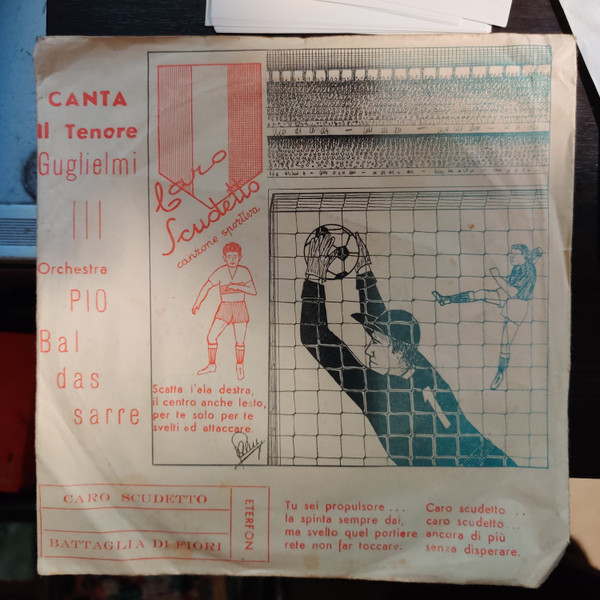 CANTA
Il Tenore
Guglielmi
Orchestra
PIO
Bal
das
sarre
Caro
Scudetto
canzone sportiva
Scatta l'ala destra,
il centro anche lesto,
per te solo per te
svelti ad attaccare.
1
CARO SCUDETTO
BATTAGLIA DI FIORI
ETERFON
Tu sei propulsore ...
la spinta sempre dai,
ma svelto quel portiere
rete non far toccare.
Caro scudetto ..
caro scudetto ...
ancora di più
senza disperare.